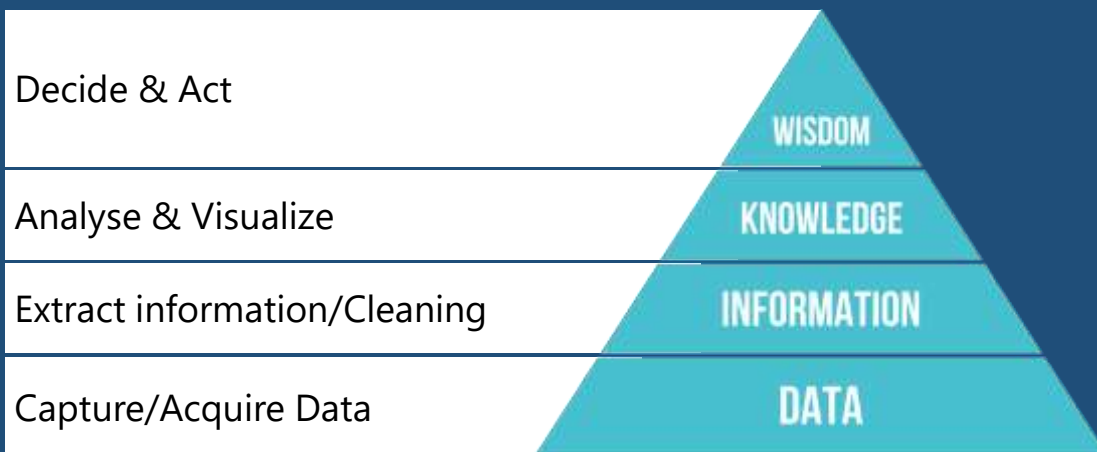 Decide & Act
WISDOM
Analyse & Visualize
KNOWLEDGE
Extract information/Cleaning
INFORMATION
Capture/Acquire Data
DATA